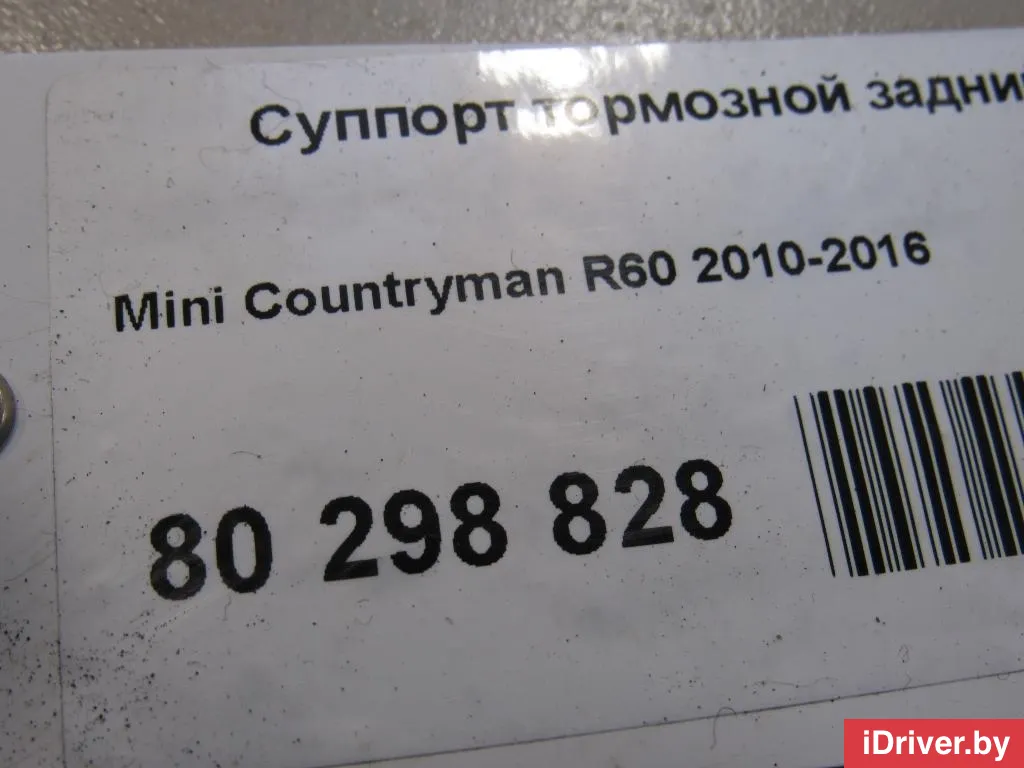 Суппорт тормозной задни
Mini Countryman R60 2010-2016
80 298 828
iDriver.by